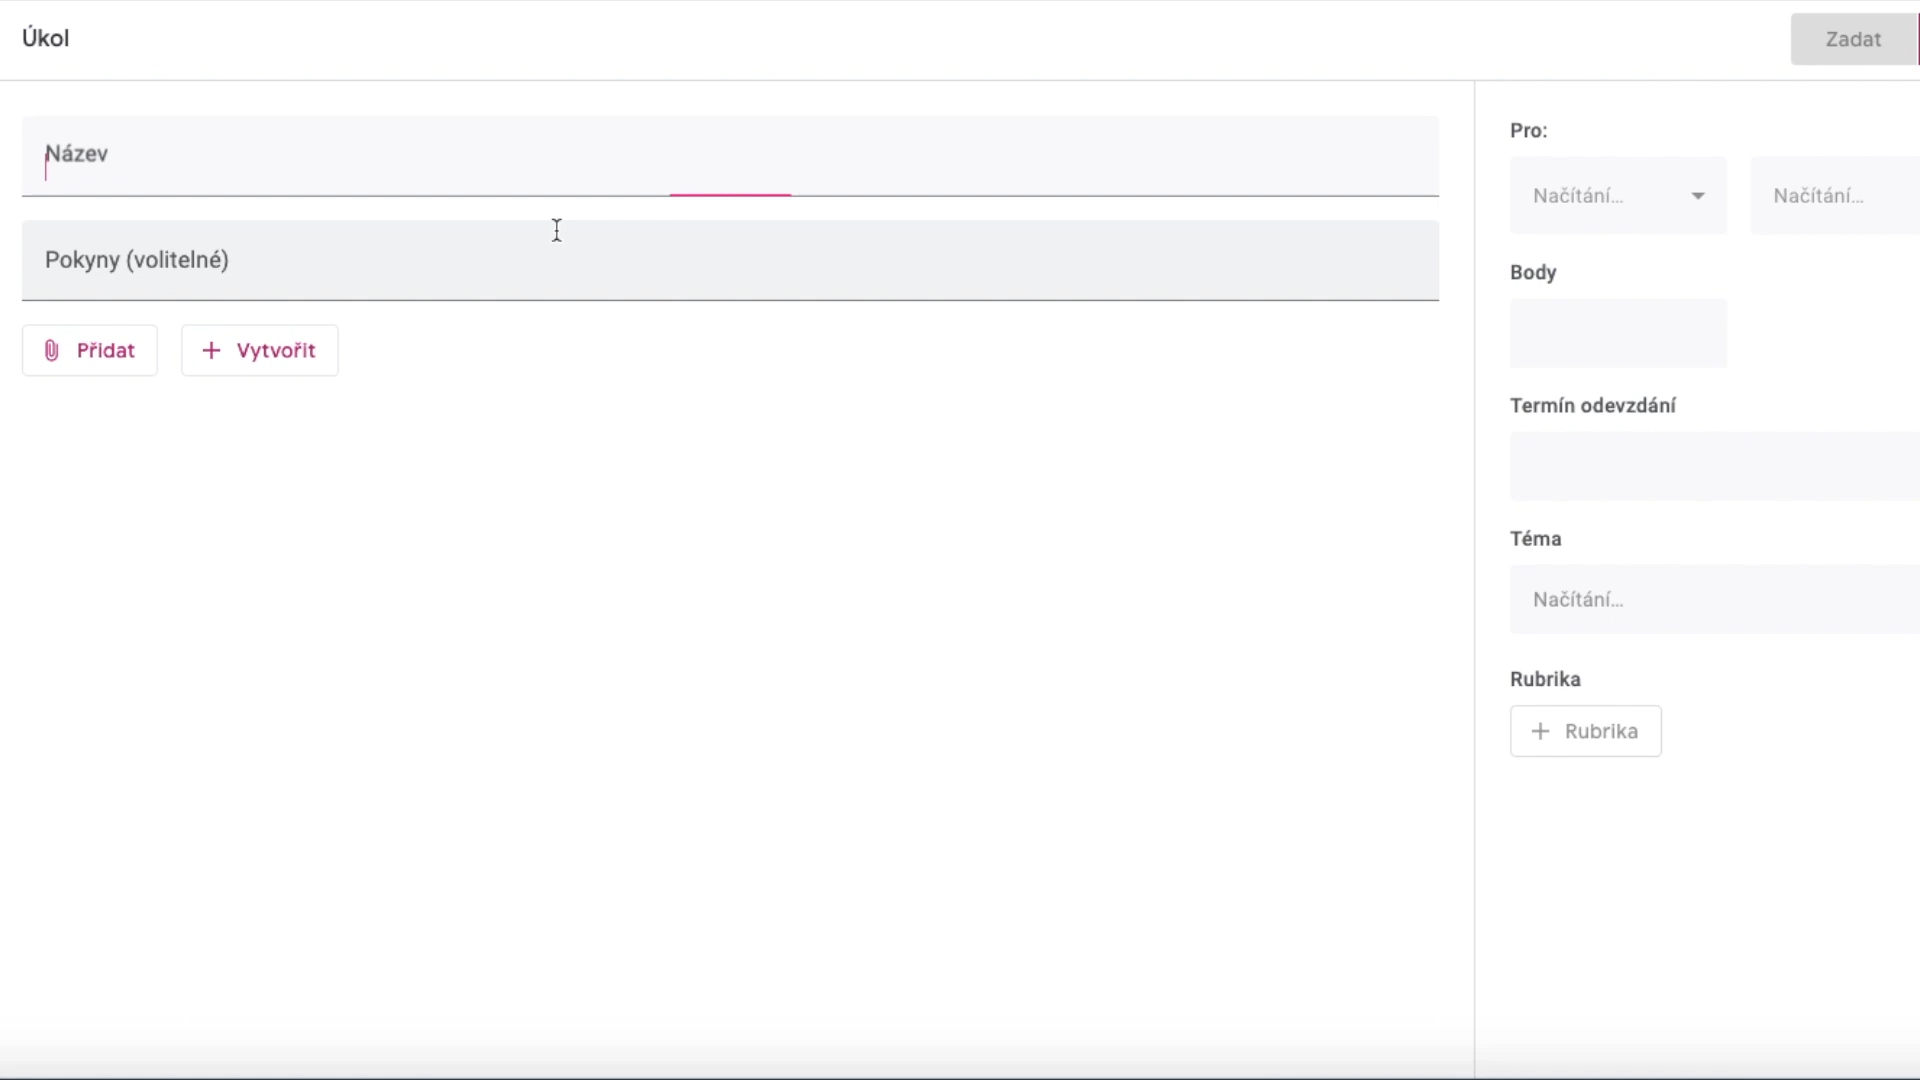 Úkol
Zadat
Název
Pokyny (volitelné)
Přidat
Vytvořit
Pro:
Načítání...
Načítání...
Body
Termín odevzdání
Téma
Načítání...
Rubrika
Rubrika